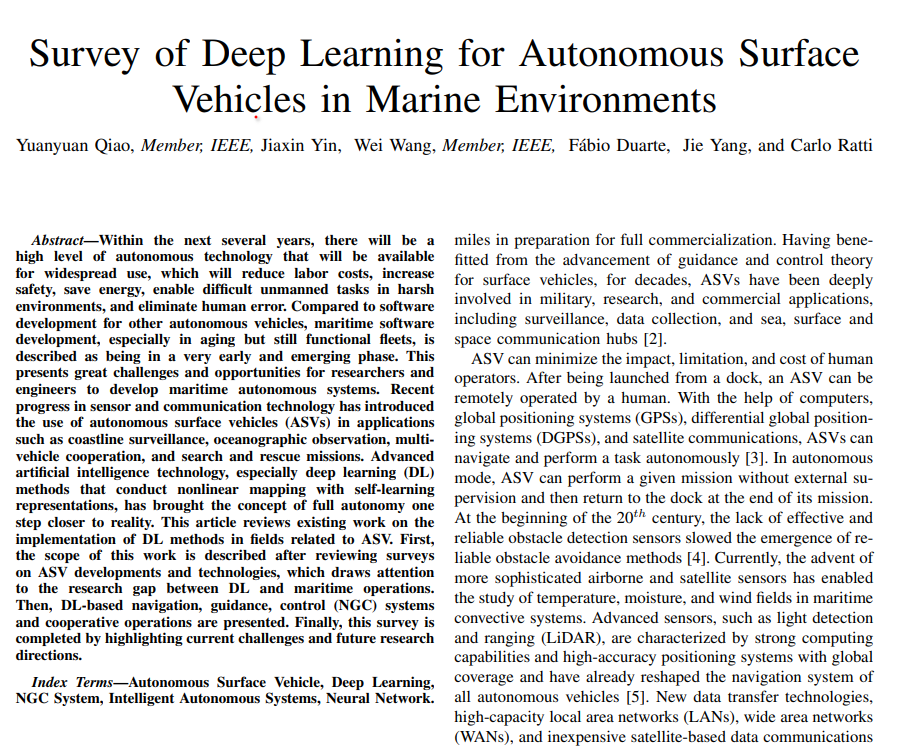 Survey of Deep Learning for Autonomous Surface
Vehicles in Marine Environments
Yuanyuan Qiao, Member, IEEE, Jiaxin Yin, Wei Wang, Member, IEEE, Fábio Duarte, Jie Yang, and Carlo Ratti
Abstract—Within the next several years, there will be a
high level of autonomous technology that will be available
for widespread use, which will reduce labor costs, increase
safety, save energy, enable difficult unmanned tasks in harsh
environments, and eliminate human error. Compared to software
development for other autonomous vehicles, maritime software
development, especially in aging but still functional fleets, is
described as being in a very early and emerging phase. This
presents great challenges and opportunities for researchers and
engineers to develop maritime autonomous systems. Recent
progress in sensor and communication technology has introduced
the use of autonomous surface vehicles (ASVs) in applications
such as coastline surveillance, oceanographic observation, multi-
vehicle cooperation, and search and rescue missions. Advanced
artificial intelligence technology, especially deep learning (DL)
methods that conduct nonlinear mapping with self-learning
representations, has brought the concept of full autonomy one
step closer to reality. This article reviews existing work on the
implementation of DL methods in fields related to ASV. First,
the scope of this work is described after reviewing surveys
on ASV developments and technologies, which draws attention
to the research gap between DL and maritime operations.
Then, DL-based navigation, guidance, control (NGC) systems
and cooperative operations are presented. Finally, this survey is
completed by highlighting current challenges and future research
directions.
Index Terms—Autonomous Surface Vehicle, Deep Learning,
NGC System, Intelligent Autonomous Systems, Neural Network.
miles in preparation for full commercialization. Having bene-
fitted from the advancement of guidance and control theory
for surface vehicles, for decades, ASVs have been deeply
involved in military, research, and commercial applications,
including surveillance, data collection, and sea, surface and
space communication hubs [2].
ASV can minimize the impact, limitation, and cost of human
operators. After being launched from a dock, an ASV can be
remotely operated by a human. With the help of computers,
global positioning systems (GPSs), differential global position-
ing systems (DGPSs), and satellite communications, ASVs can
navigate and perform a task autonomously [3]. In autonomous
mode, ASV can perform a given mission without external su-
pervision and then return to the dock at the end of its mission.
At the beginning of the 20th century, the lack of effective and
reliable obstacle detection sensors slowed the emergence of re-
liable obstacle avoidance methods [4]. Currently, the advent of
more sophisticated airborne and satellite sensors has enabled
the study of temperature, moisture, and wind fields in maritime
convective systems. Advanced sensors, such as light detection
and ranging (LiDAR), are characterized by strong computing
capabilities and high-accuracy positioning systems with global
coverage and have already reshaped the navigation system of
all autonomous vehicles [5]. New data transfer technologies,
high-capacity local area networks (LANs), wide area networks
(WANs), and inexpensive satellite-based data communications